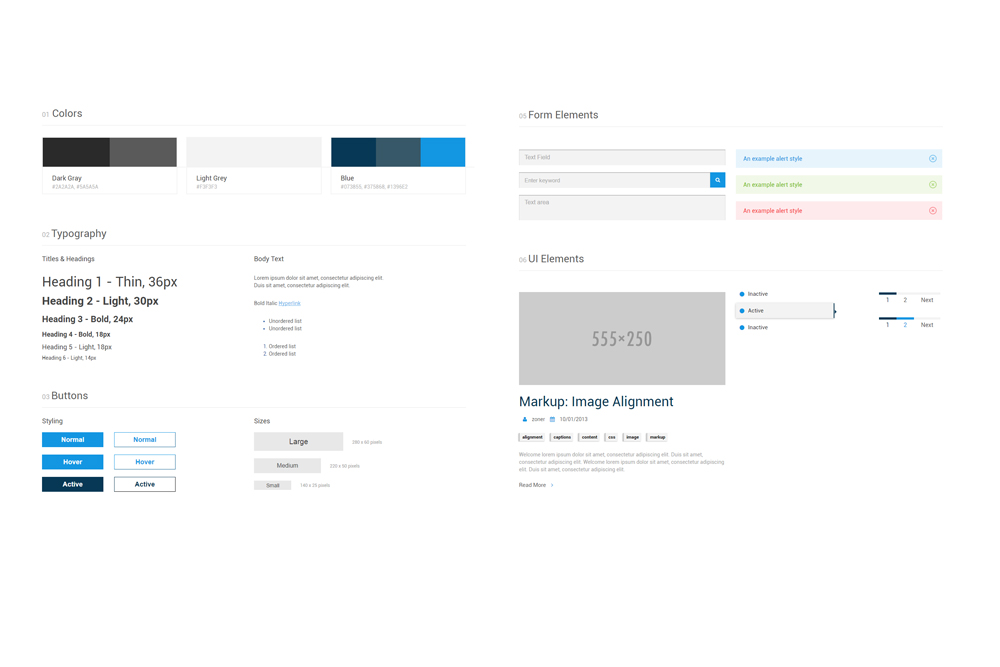 01 Colors
Dark Gray
#2A2A2A, #5A5A5A
Light Grey
#F3F3F3
Blue
#073855, #375868, #1396E2
02 Typography
Titles & Headings
Heading 1 - Thin, 36px
Heading 2 - Light, 30px
Heading 3 - Bold, 24px
Heading 4 - Bold, 18px
Heading 5 - Light, 18px
Heading 6 - Light, 14px
Body Text
Lorem ipsum dolor sit amet, consectetur adipiscing elit.
Duis sit amet, consectetur adipiscing elit.
Bold Italic Hyperlink
• Unordered list
• Unordered list
1. Ordered list
2. Ordered list
03 Buttons
Styling
Normal Normal
Hover Hover
Active Active
Sizes
Large 280 x 60 pixels
Medium 220 x 50 pixels
Small 140 x 20 pixels
05 Form Elements
Text Field
Enter keyword
Text area
An example alert style
An example alert style
An example alert style
06 UI Elements
555×250
Markup: Image Alignment
zoner 10/01/2013
alignment captions content css image markup
Welcome lorem ipsum dolor sit amet, consectetur adipiscing elit. Duis sit amet,
consectetur adipiscing elit. Welcome lorem ipsum dolor sit amet, consectetur adipiscing
elit. Duis sit amet, consectetur adipiscing elit.
Read More
Inactive
Active
Inactive
1 2 Next
1 2 Next